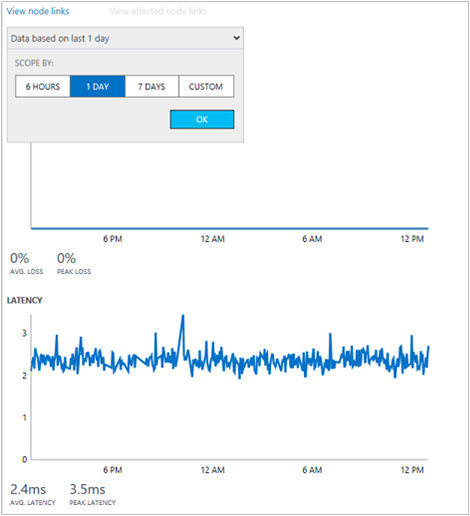 View node links View affected node links
Data based on last 1 day
SCOPE BY:
6 HOURS 1 DAY 7 DAYS CUSTOM
OK
6 PM 12 AM 6 AM 12 PM
0% 0%
AVG. LOSS PEAK LOSS
LATENCY
3
2
1
0
6 PM 12 AM 6 AM 12 PM
2.4ms 3.5ms
AVG. LATENCY PEAK LATENCY